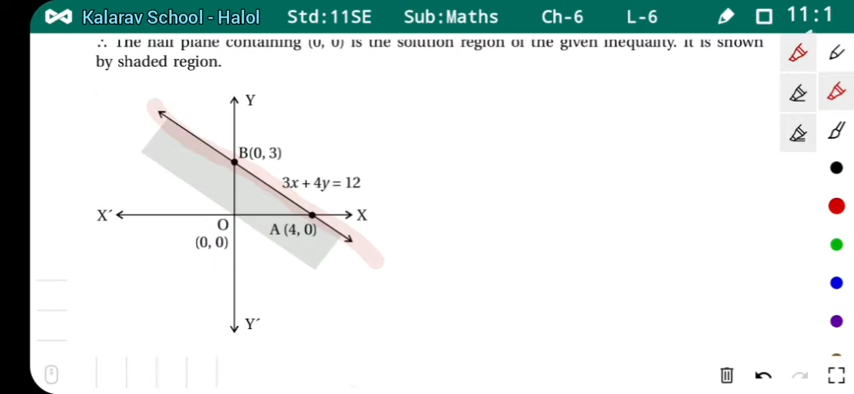 Kalarav School - Halol Std:11SE Sub:Maths Ch-6 L-6 11:1
∴ The half plane containing (0, 0) is the solution region of the given inequality. It is shown
by shaded region.
Y
B(0, 3)
3x + 4y = 12
X´ X
O A (4, 0)
(0, 0)
Y´